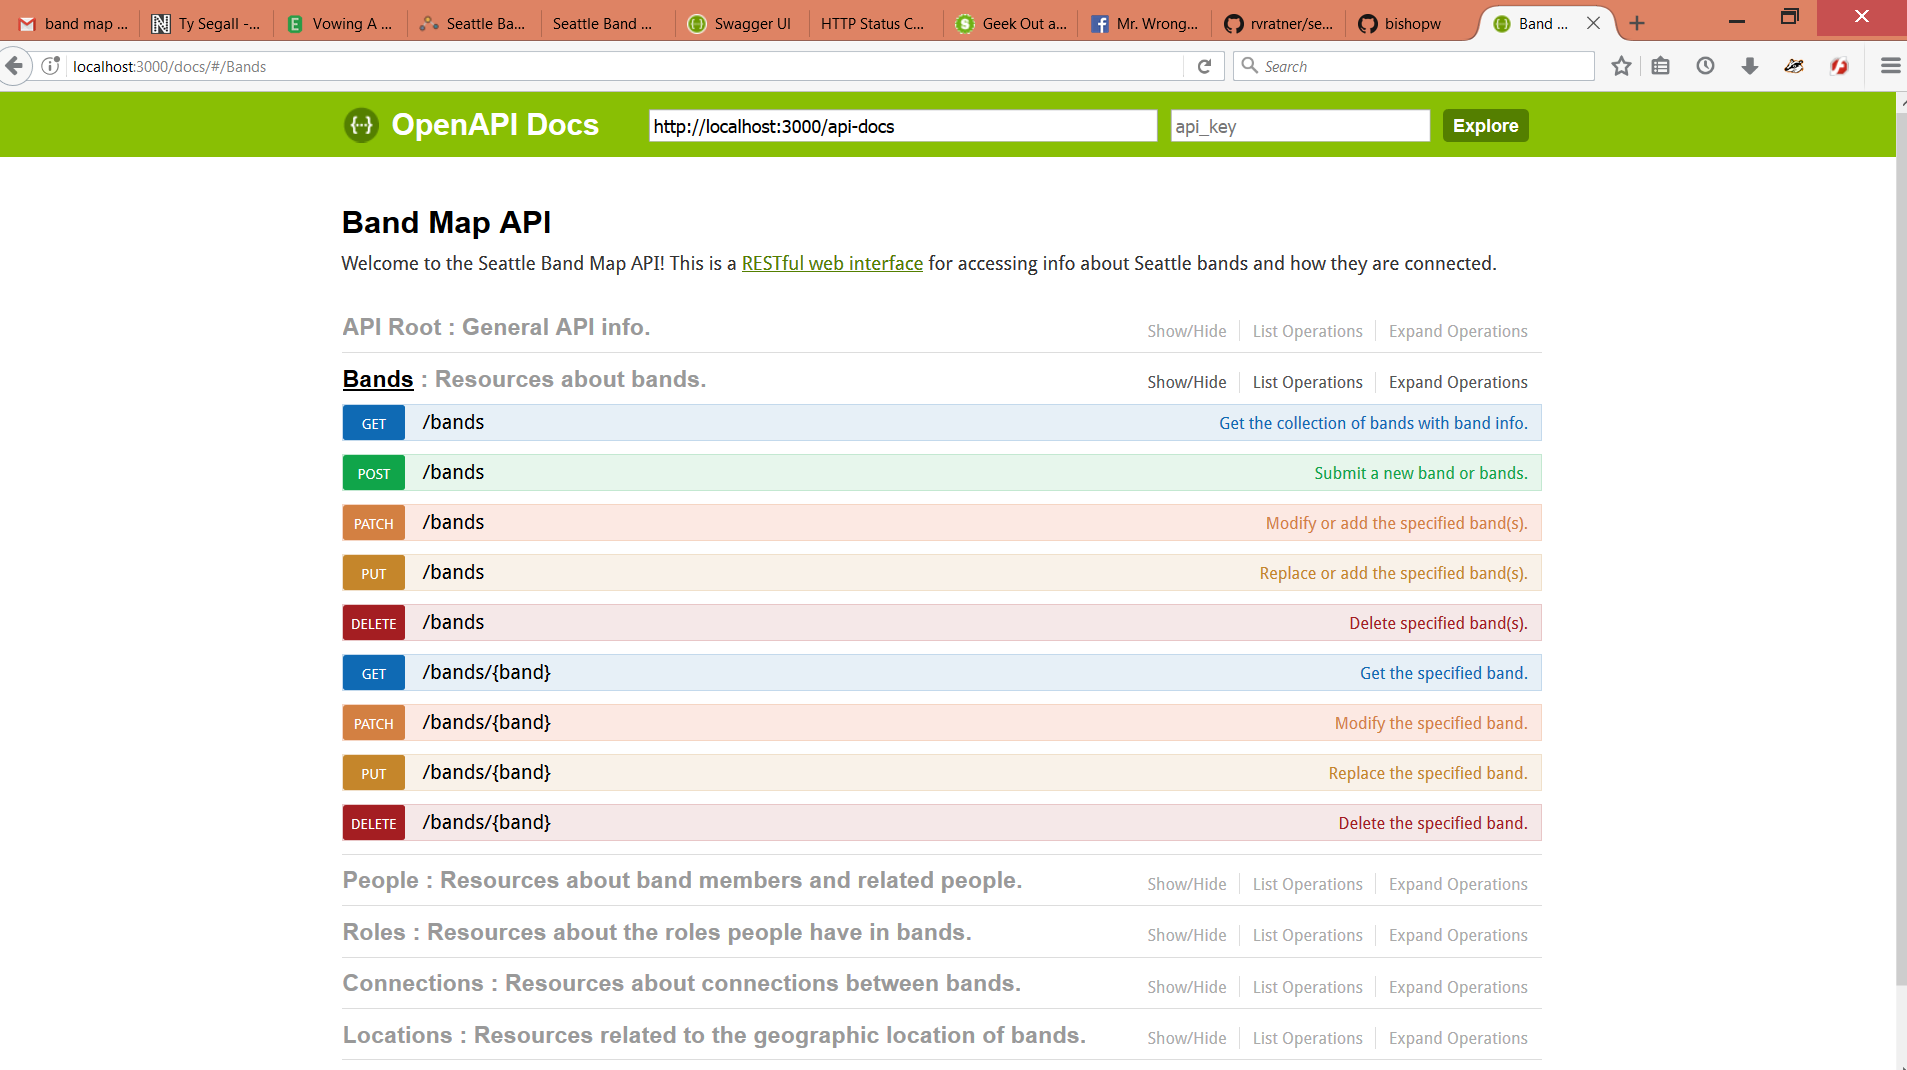 band map ...
Ty Segall -...
Vowing A ...
Seattle Ba...
Seattle Band ...
Swagger UI
HTTP Status C...
Geek Out a...
Mr. Wrong...
rvratner/se...
bishopw
Band ...
localhost:3000/docs/#/Bands
Search
OpenAPI Docs
http://localhost:3000/api-docs
api_key
Explore
Band Map API
Welcome to the Seattle Band Map API! This is a RESTful web interface for accessing info about Seattle bands and how they are connected.
API Root : General API info.
Show/Hide List Operations Expand Operations
Bands : Resources about bands.
Show/Hide List Operations Expand Operations
GET /bands Get the collection of bands with band info.
POST /bands Submit a new band or bands.
PATCH /bands Modify or add the specified band(s).
PUT /bands Replace or add the specified band(s).
DELETE /bands Delete specified band(s).
GET /bands/{band} Get the specified band.
PATCH /bands/{band} Modify the specified band.
PUT /bands/{band} Replace the specified band.
DELETE /bands/{band} Delete the specified band.
People : Resources about band members and related people.
Show/Hide List Operations Expand Operations
Roles : Resources about the roles people have in bands.
Show/Hide List Operations Expand Operations
Connections : Resources about connections between bands.
Show/Hide List Operations Expand Operations
Locations : Resources related to the geographic location of bands.
Show/Hide List Operations Expand Operations